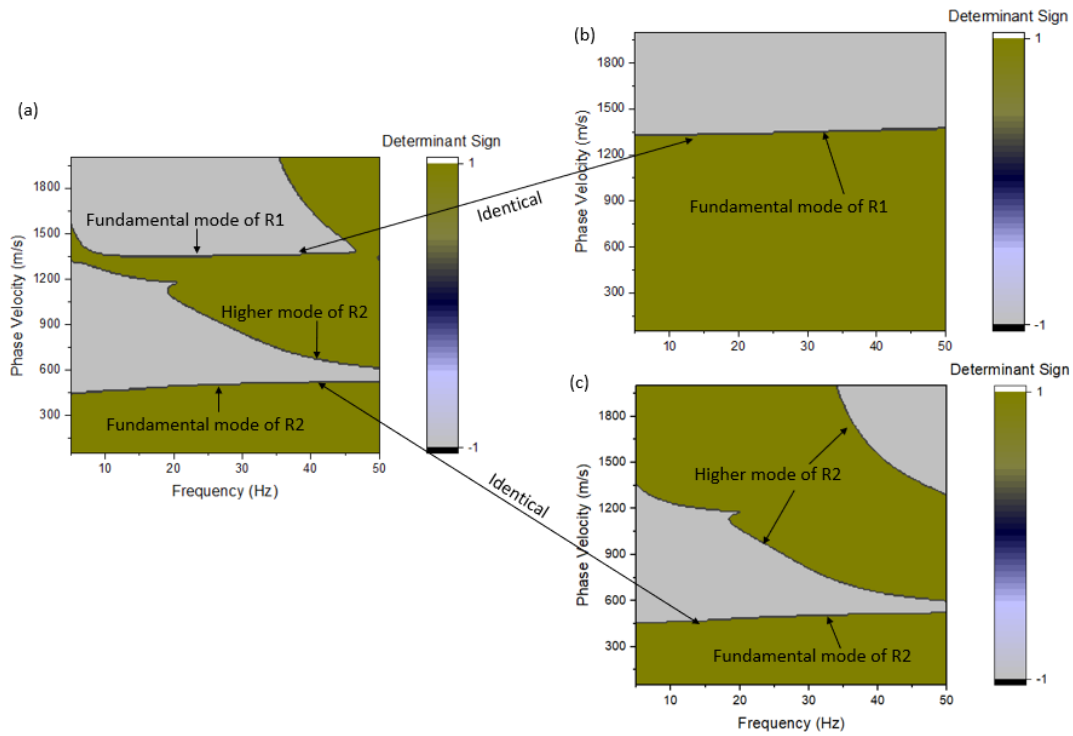 (a)
Determinant Sign
1
-1
1800
1500
1200
900
600
300
Phase Velocity (m/s)
10
20
30
40
50
Frequency (Hz)
Fundamental mode of R1
Higher mode of R2
Fundamental mode of R2
Identical
Identical
(b)
Determinant Sign
1
-1
1800
1500
1200
900
600
300
Phase Velocity (m/s)
10
20
30
40
50
Fundamental mode of R1
(c)
Determinant Sign
1
-1
1800
1500
1200
900
600
300
Phase Velocity (m/s)
10
20
30
40
50
Frequency (Hz)
Higher mode of R2
Fundamental mode of R2